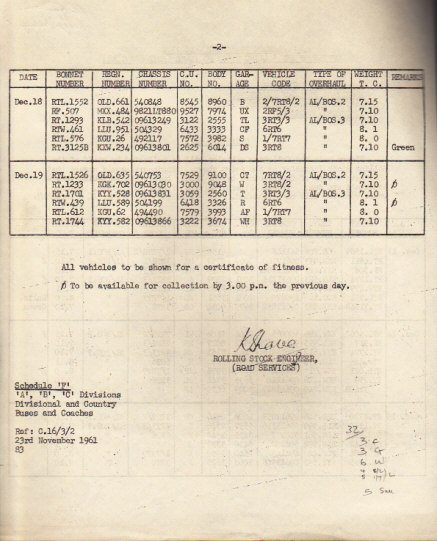 -2-
DATE BONNET NUMBER REGN. NUMBER CHASSIS NUMBER C.U. NO. BODY NO. GAR-AGE VEHICLE CODE TYPE OF OVERHAUL WEIGHT T. C. REMARKS
Dec.18 RTL.1552 OLD.661 540848 8545 8960 B 2/7RT8/2 AL/BOS.2 7.15
RF.507 MXX.484 9821LT880 9527 7974 UX 2RF5/3 " 7.10
RT.1293 KLB.542 09613249 3122 2555 TL 3RT3/3 AL/BOS.3 7.10
RTW.461 LLU.951 504329 6433 3333 CF 6RT6 " 8. 1
RTL.576 KGU.26 492117 7572 3982 S 1/7RT7 " 8. 0
RT.3125B KXW.234 09613801 2625 6014 DS 3RT8 " 7.10 Green
Dec.19 RTL.1526 OLD.635 540753 7529 9100 CT 7RT8/2 AL/BOS.2 7.15
RT.1233 KGK.702 09613030 3000 9048 W 3RT8/2 " 7.10 ∅
RT.1701 KYY.528 09613831 3059 2560 T 3RT3/3 AL/BOS.3 7.10
RTW.439 LLU.589 504199 6418 3326 R 6RT6 " 8. 1 ∅
RTL.612 KGU.62 494490 7579 3993 AF 1/7RT7 " 8. 0
RT.1744 KYY.582 09613866 3222 3674 WH 3RT8 " 7.10
All vehicles to be shown for a certificate of fitness.
∅ To be available for collection by 3.00 p.m. the previous day.
ROLLING STOCK ENGINEER,
(ROAD SERVICES)
Schedule 'F'
'A', 'B', 'C' Divisions
Divisional and Country
Buses and Coaches
Ref: C.16/3/2
23rd November 1961
83
32
3 C
3 G
6 W